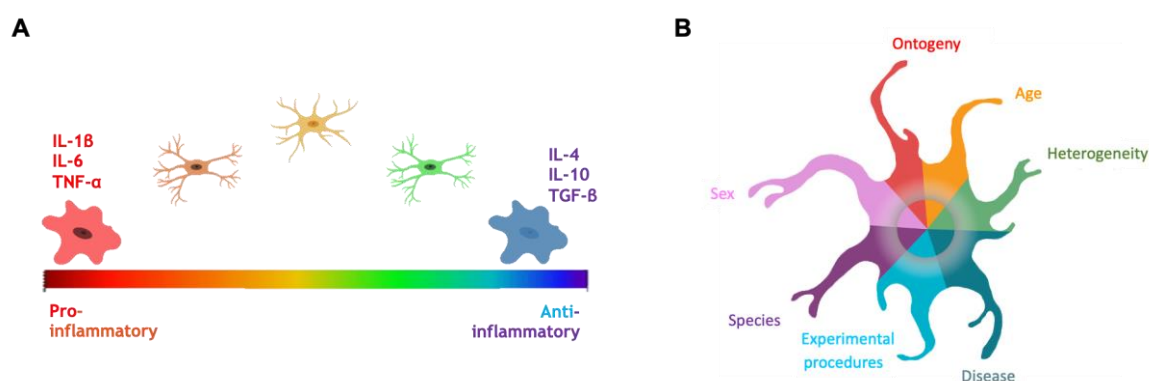 A
IL-1β
IL-6
TNF-α
IL-4
IL-10
TGF-β
Pro-
inflammatory
Anti-
inflammatory
B
Ontogeny
Age
Heterogeneity
Sex
Species
Experimental
procedures
Disease